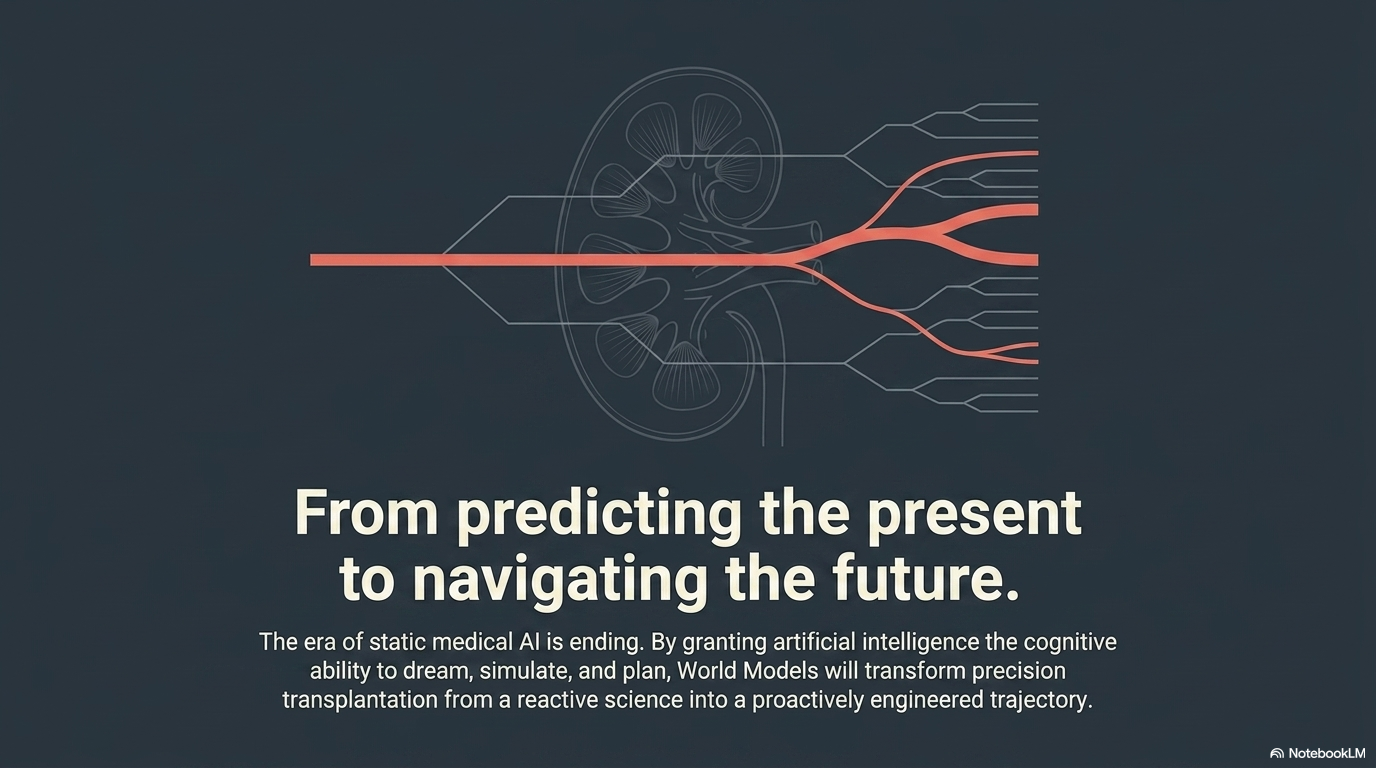 From predicting the present
to navigating the future.
The era of static medical AI is ending. By granting artificial intelligence the cognitive
ability to dream, simulate, and plan, World Models will transform precision
transplantation from a reactive science into a proactively engineered trajectory.
NotebookLM